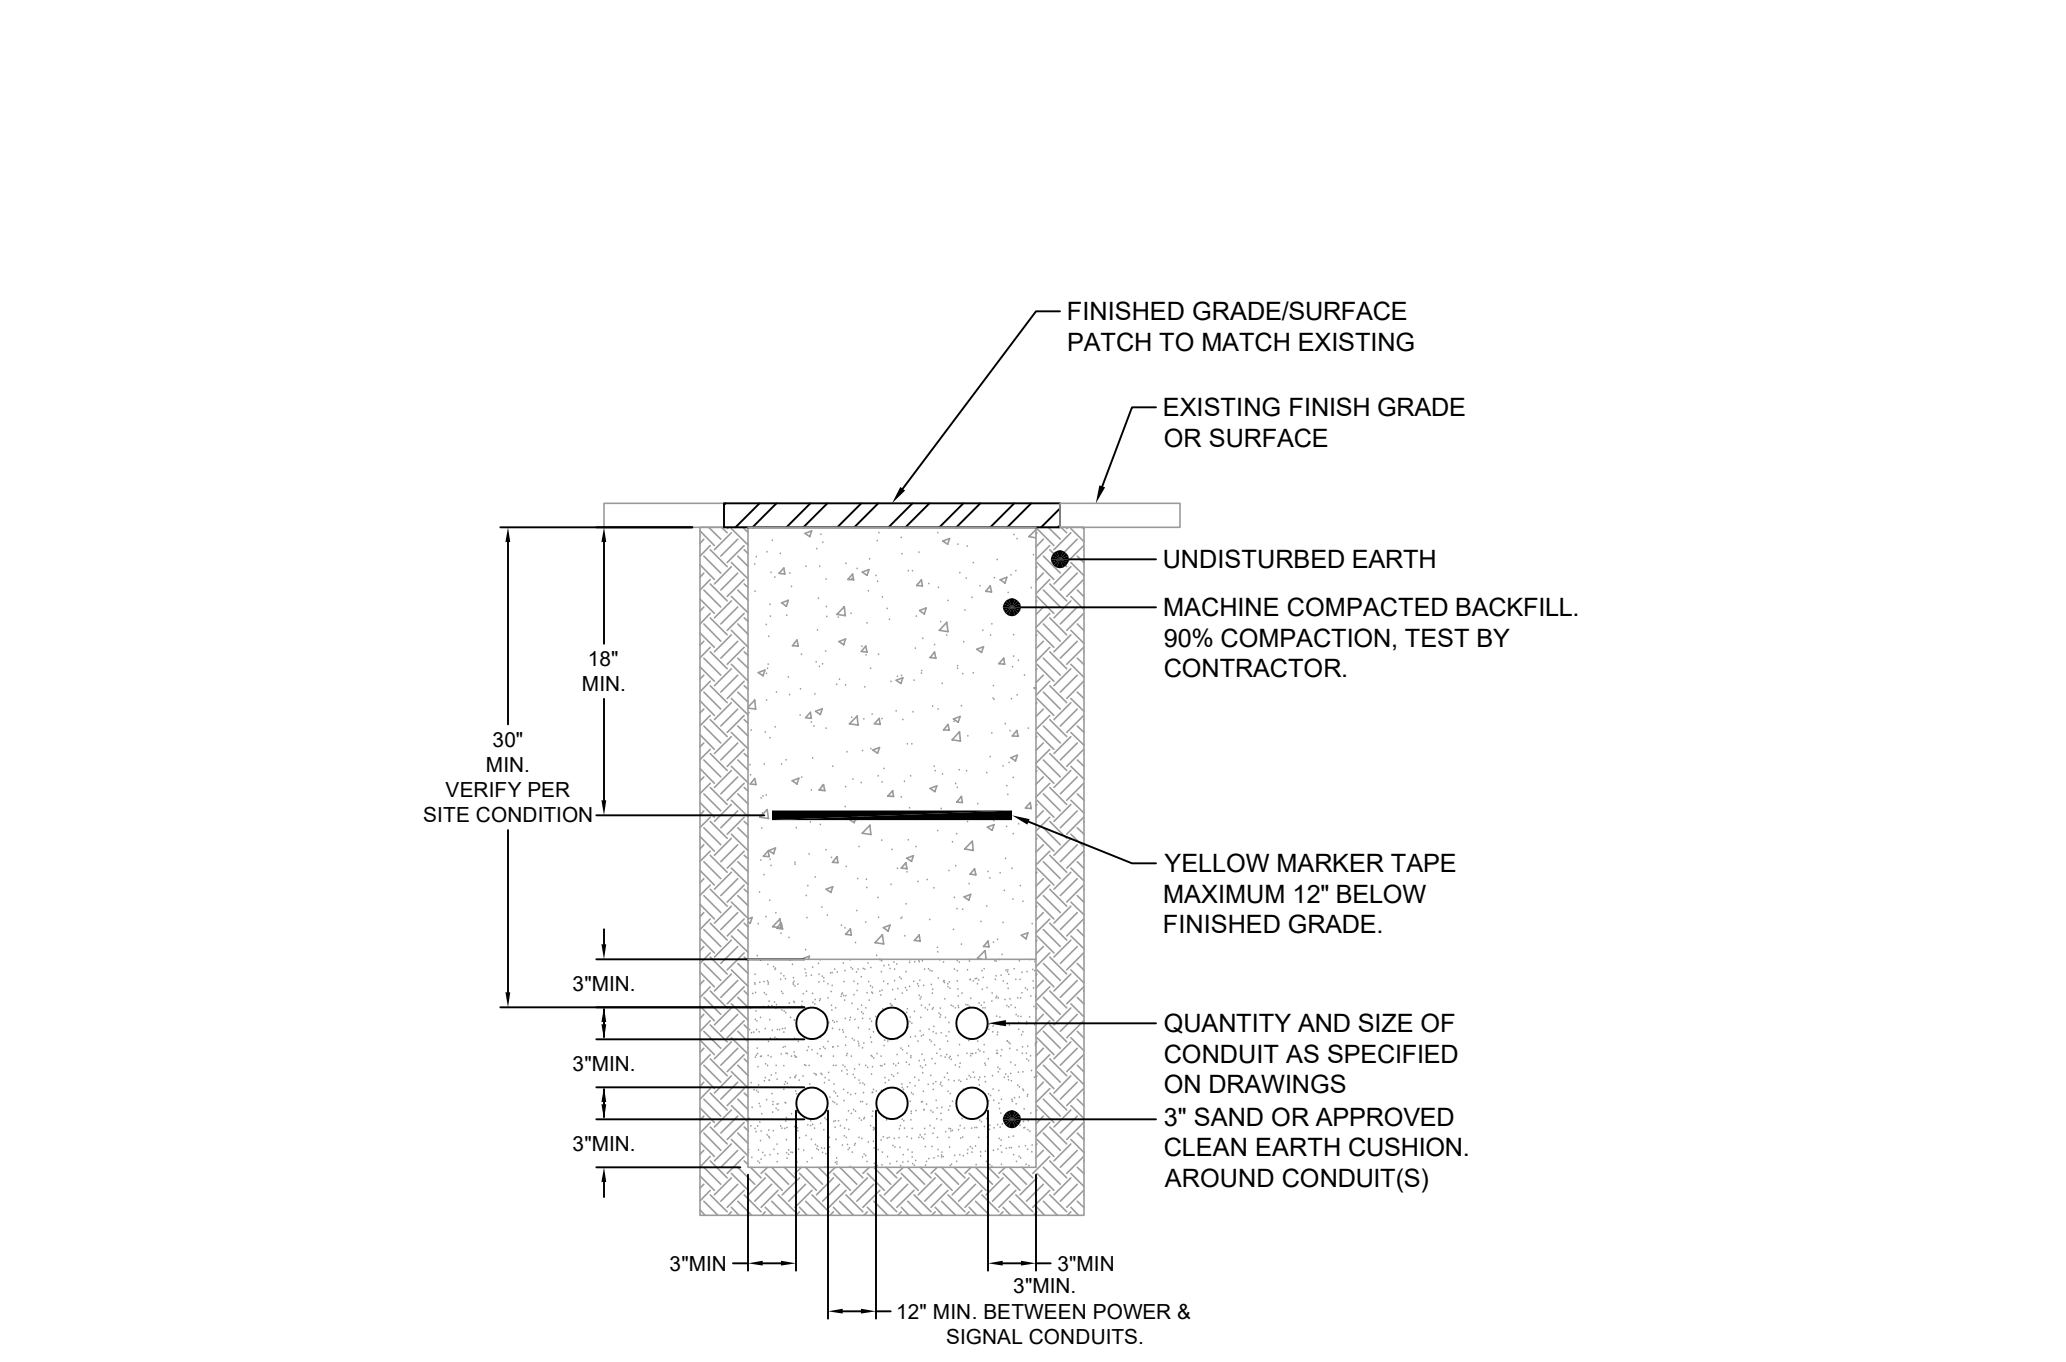 FINISHED GRADE/SURFACE
PATCH TO MATCH EXISTING
EXISTING FINISH GRADE
OR SURFACE
UNDISTURBED EARTH
MACHINE COMPACTED BACKFILL.
90% COMPACTION, TEST BY
CONTRACTOR.
18"
MIN.
30"
MIN.
VERIFY PER
SITE CONDITION
YELLOW MARKER TAPE
MAXIMUM 12" BELOW
FINISHED GRADE.
3"MIN.
3"MIN.
3"MIN.
QUANTITY AND SIZE OF
CONDUIT AS SPECIFIED
ON DRAWINGS
3" SAND OR APPROVED
CLEAN EARTH CUSHION.
AROUND CONDUIT(S)
3"MIN
3"MIN
3"MIN.
12" MIN. BETWEEN POWER &
SIGNAL CONDUITS.